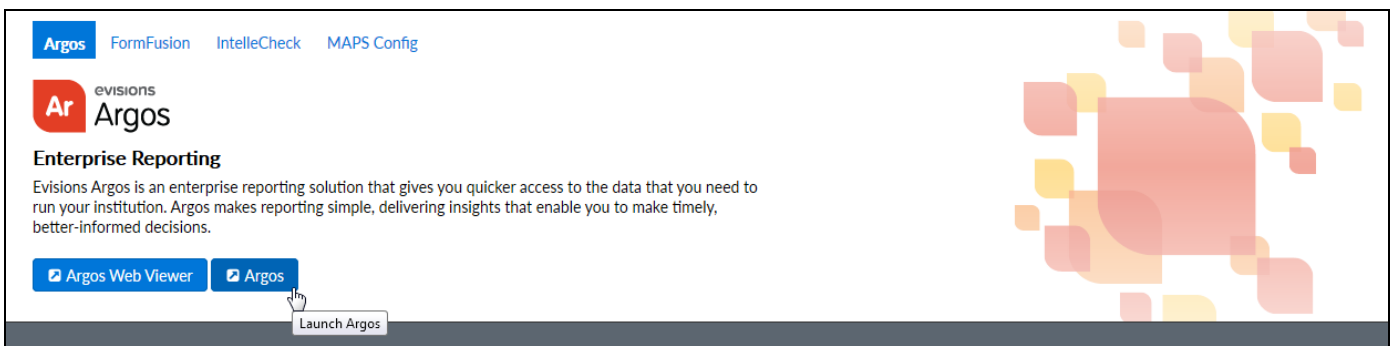 Argos FormFusion IntelleCheck MAPS Config
Ar
evisions
Argos
Enterprise Reporting
Evisions Argos is an enterprise reporting solution that gives you quicker access to the data that you need to
run your institution. Argos makes reporting simple, delivering insights that enable you to make timely,
better-informed decisions.
Argos Web Viewer Argos
Launch Argos